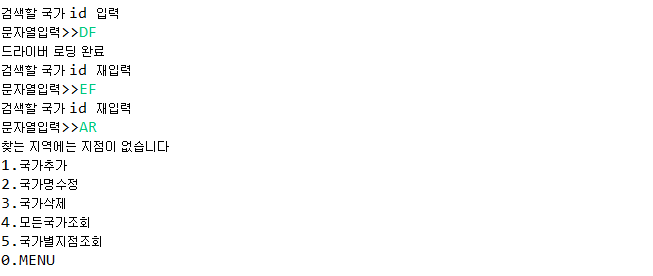 검색할 국가 id 입력
문자열입력>>DF
드라이버 로딩 완료
검색할 국가 id 재입력
문자열입력>>EF
검색할 국가 id 재입력
문자열입력>>AR
찾는 지역에는 지점이 없습니다
1.국가추가
2.국가명수정
3.국가삭제
4.모든국가조회
5.국가별지점조회
0.MENU